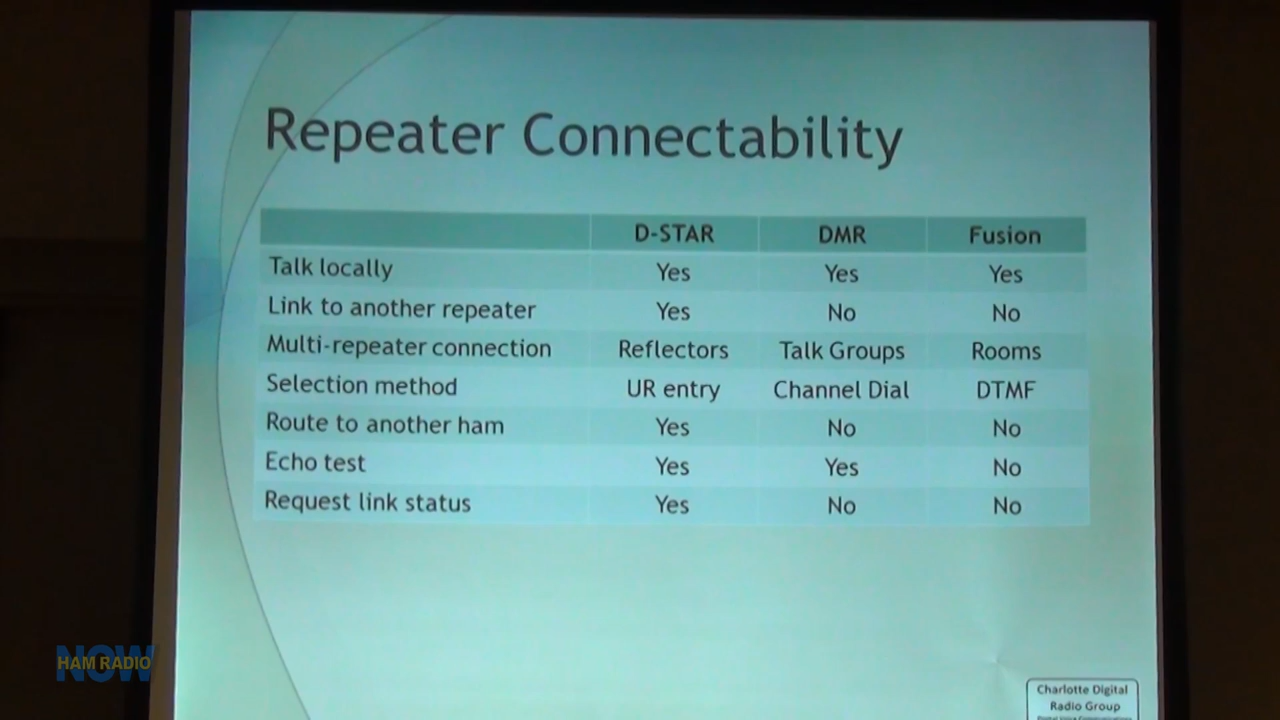 Repeater Connectability
D-STAR DMR Fusion
Talk locally Yes Yes Yes
Link to another repeater Yes No No
Multi-repeater connection Reflectors Talk Groups Rooms
Selection method UR entry Channel Dial DTMF
Route to another ham Yes No No
Echo test Yes Yes No
Request link status Yes No No
NOW
HAM RADIO
Charlotte Digital
Radio Group